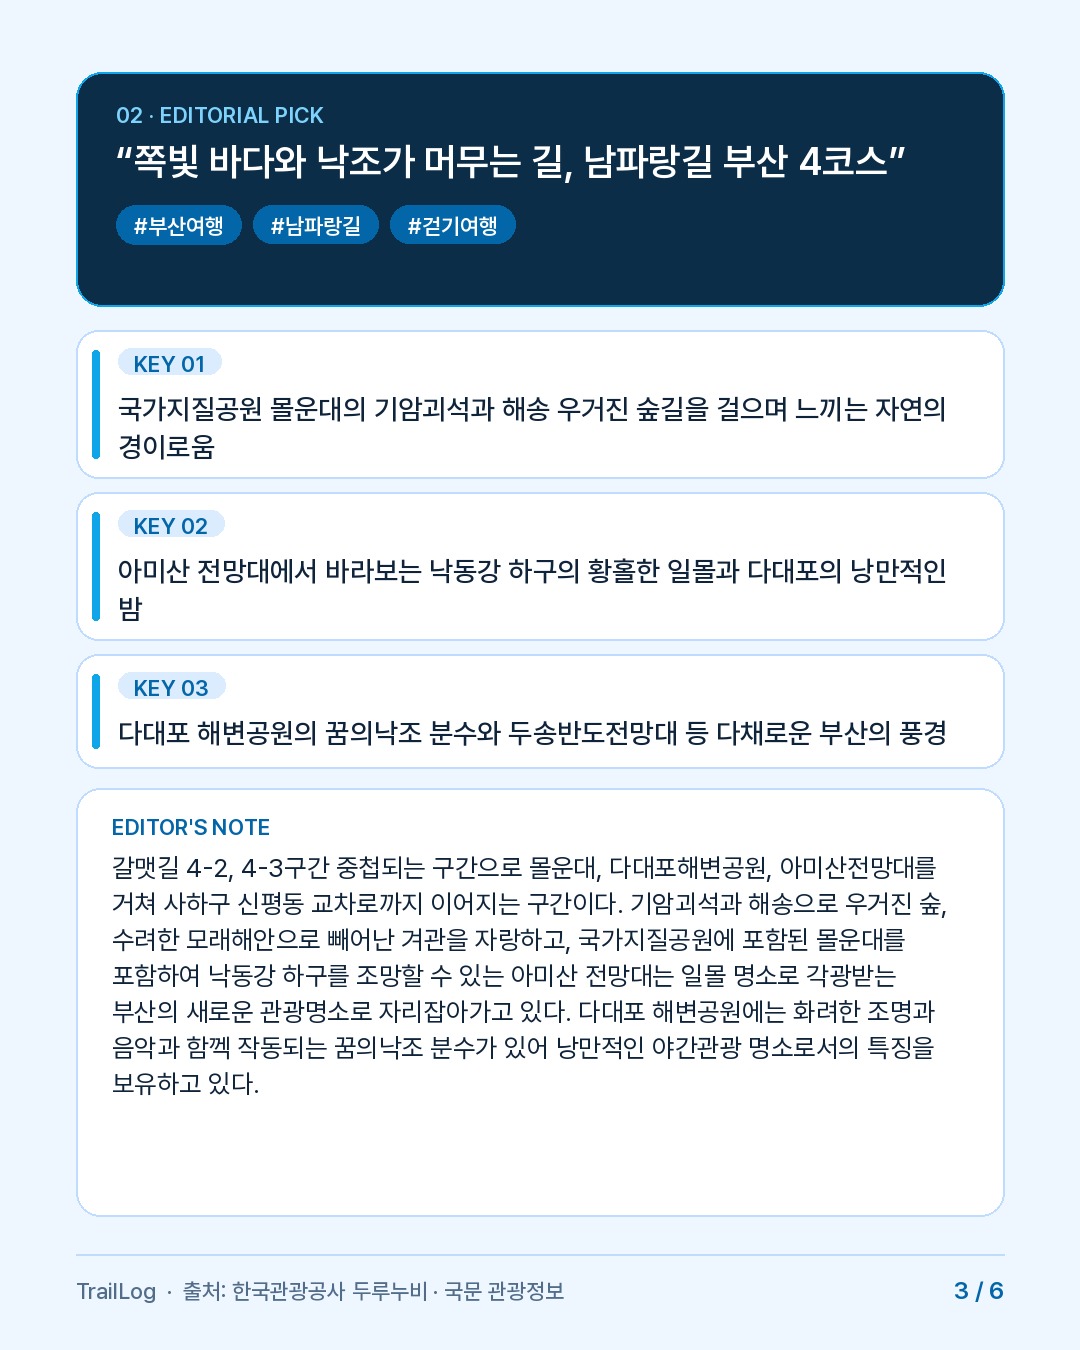 02 · EDITORIAL PICK
“쪽빛 바다와 낙조가 머무는 길, 남파랑길 부산 4코스”
#부산여행 #남파랑길 #걷기여행
KEY 01
국가지질공원 몰운대의 기암괴석과 해송 우거진 숲길을 걸으며 느끼는 자연의
경이로움
KEY 02
아미산 전망대에서 바라보는 낙동강 하구의 황홀한 일몰과 다대포의 낭만적인
밤
KEY 03
다대포 해변공원의 꿈의낙조 분수와 두송반도전망대 등 다채로운 부산의 풍경
EDITOR'S NOTE
갈맷길 4-2, 4-3구간 중첩되는 구간으로 몰운대, 다대포해변공원, 아미산전망대를
거쳐 사하구 신평동 교차로까지 이어지는 구간이다. 기암괴석과 해송으로 우거진 숲,
수려한 모래해안으로 빼어난 겨관을 자랑하고, 국가지질공원에 포함된 몰운대를
포함하여 낙동강 하구를 조망할 수 있는 아미산 전망대는 일몰 명소로 각광받는
부산의 새로운 관광명소로 자리잡아가고 있다. 다대포 해변공원에는 화려한 조명과
음악과 함께 작동되는 꿈의낙조 분수가 있어 낭만적인 야간관광 명소로서의 특징을
보유하고 있다.
TrailLog · 출처: 한국관광공사 두루누비 · 국문 관광정보
3 / 6